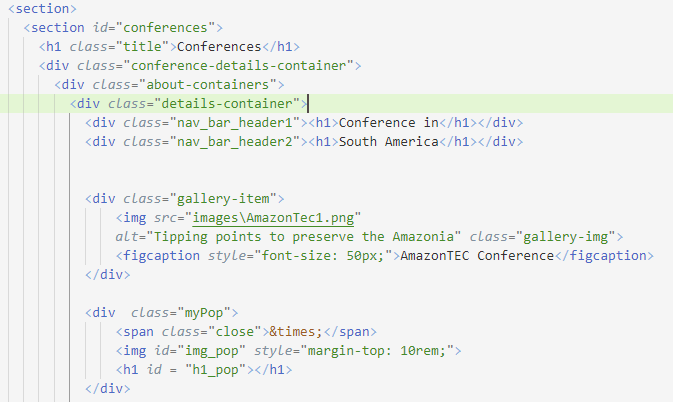 <section>
<section id="conferences">
<h1 class="title">Conferences</h1>
<div class="conference-details-container">
<div class="about-containers">
<div class="details-container">
<div class="nav_bar_header1"><h1>Conference in</h1></div>
<div class="nav_bar_header2"><h1>South America</h1></div>
<div class="gallery-item">
<img src="images\AmazonTec1.png"
alt="Tipping points to preserve the Amazonia" class="gallery-img">
<figcaption style="font-size: 50px;">AmazonTEC Conference</figcaption>
</div>
<div  class="myPop">
<span class="close">&times;</span>
<img id="img_pop" style="margin-top: 10rem;">
<h1 id = "h1_pop"></h1>
</div>